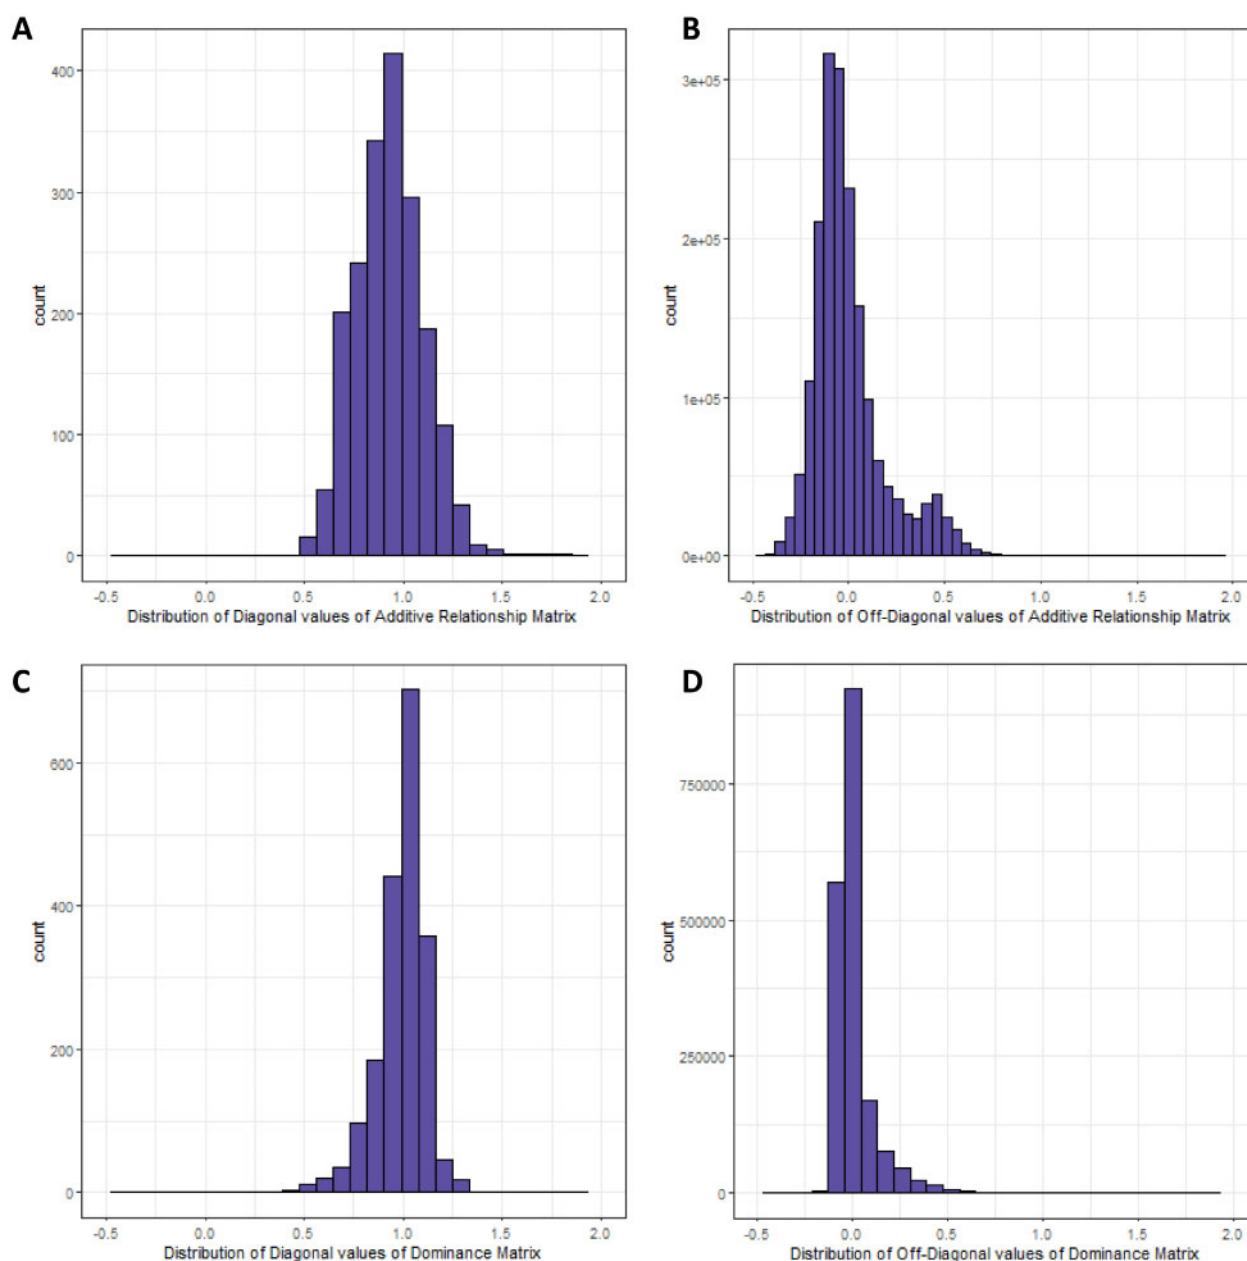 A
B
400
300
200
100
0
count
-0.5 0.0 0.5 1.0 1.5 2.0
Distribution of Diagonal values of Additive Relationship Matrix
3e+05
2e+05
1e+05
0e+00
count
-0.5 0.0 0.5 1.0 1.5 2.0
Distribution of Off-Diagonal values of Additive Relationship Matrix
C
D
600
400
200
0
count
-0.5 0.0 0.5 1.0 1.5 2.0
Distribution of Diagonal values of Dominance Matrix
750000
500000
250000
0
count
-0.5 0.0 0.5 1.0 1.5 2.0
Distribution of Off-Diagonal values of Dominance Matrix